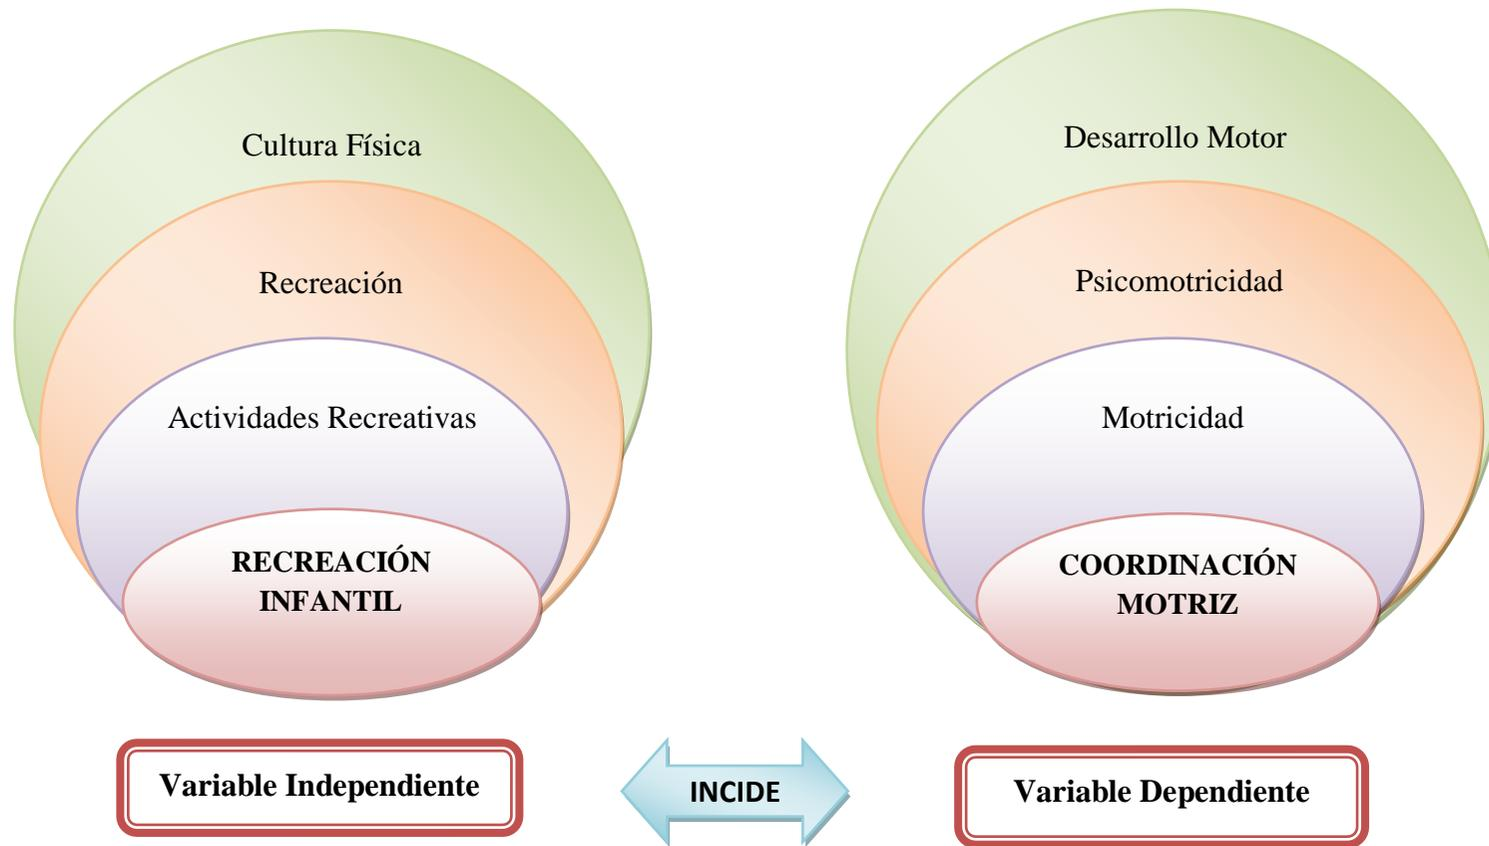 Cultura Física
Recreación
Actividades Recreativas
RECREACIÓN
INFANTIL
Variable Independiente
INCIDE
Desarrollo Motor
Psicomotricidad
Motricidad
COORDINACIÓN
MOTRIZ
Variable Dependiente